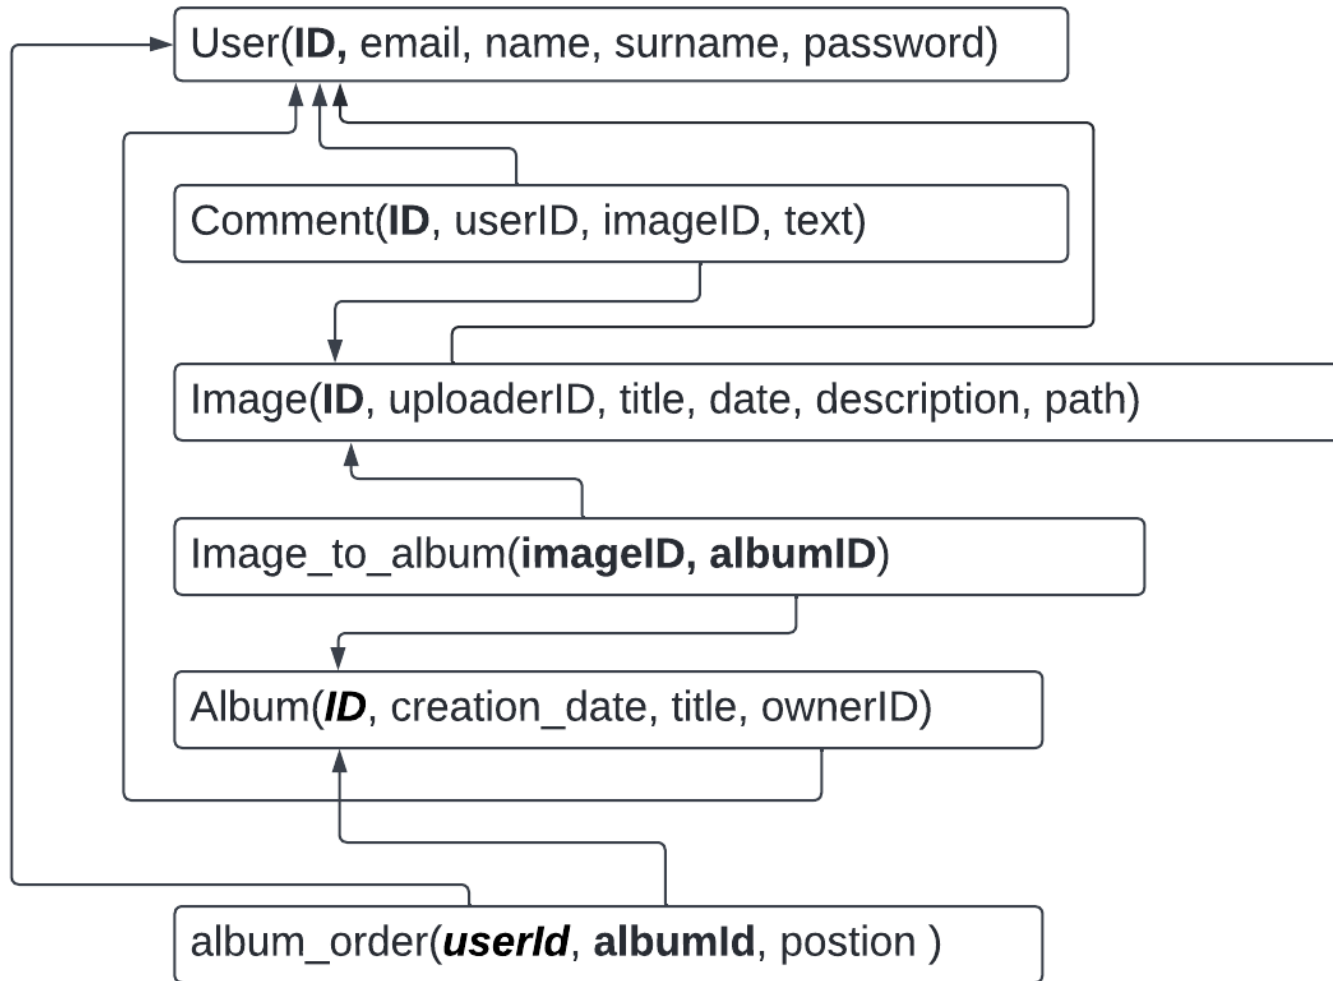 User(ID, email, name, surname, password)
Comment(ID, userID, imageID, text)
Image(ID, uploaderID, title, date, description, path)
Image_to_album(imageID, albumID)
Album(ID, creation_date, title, ownerID)
album_order(userId, albumId, postion )